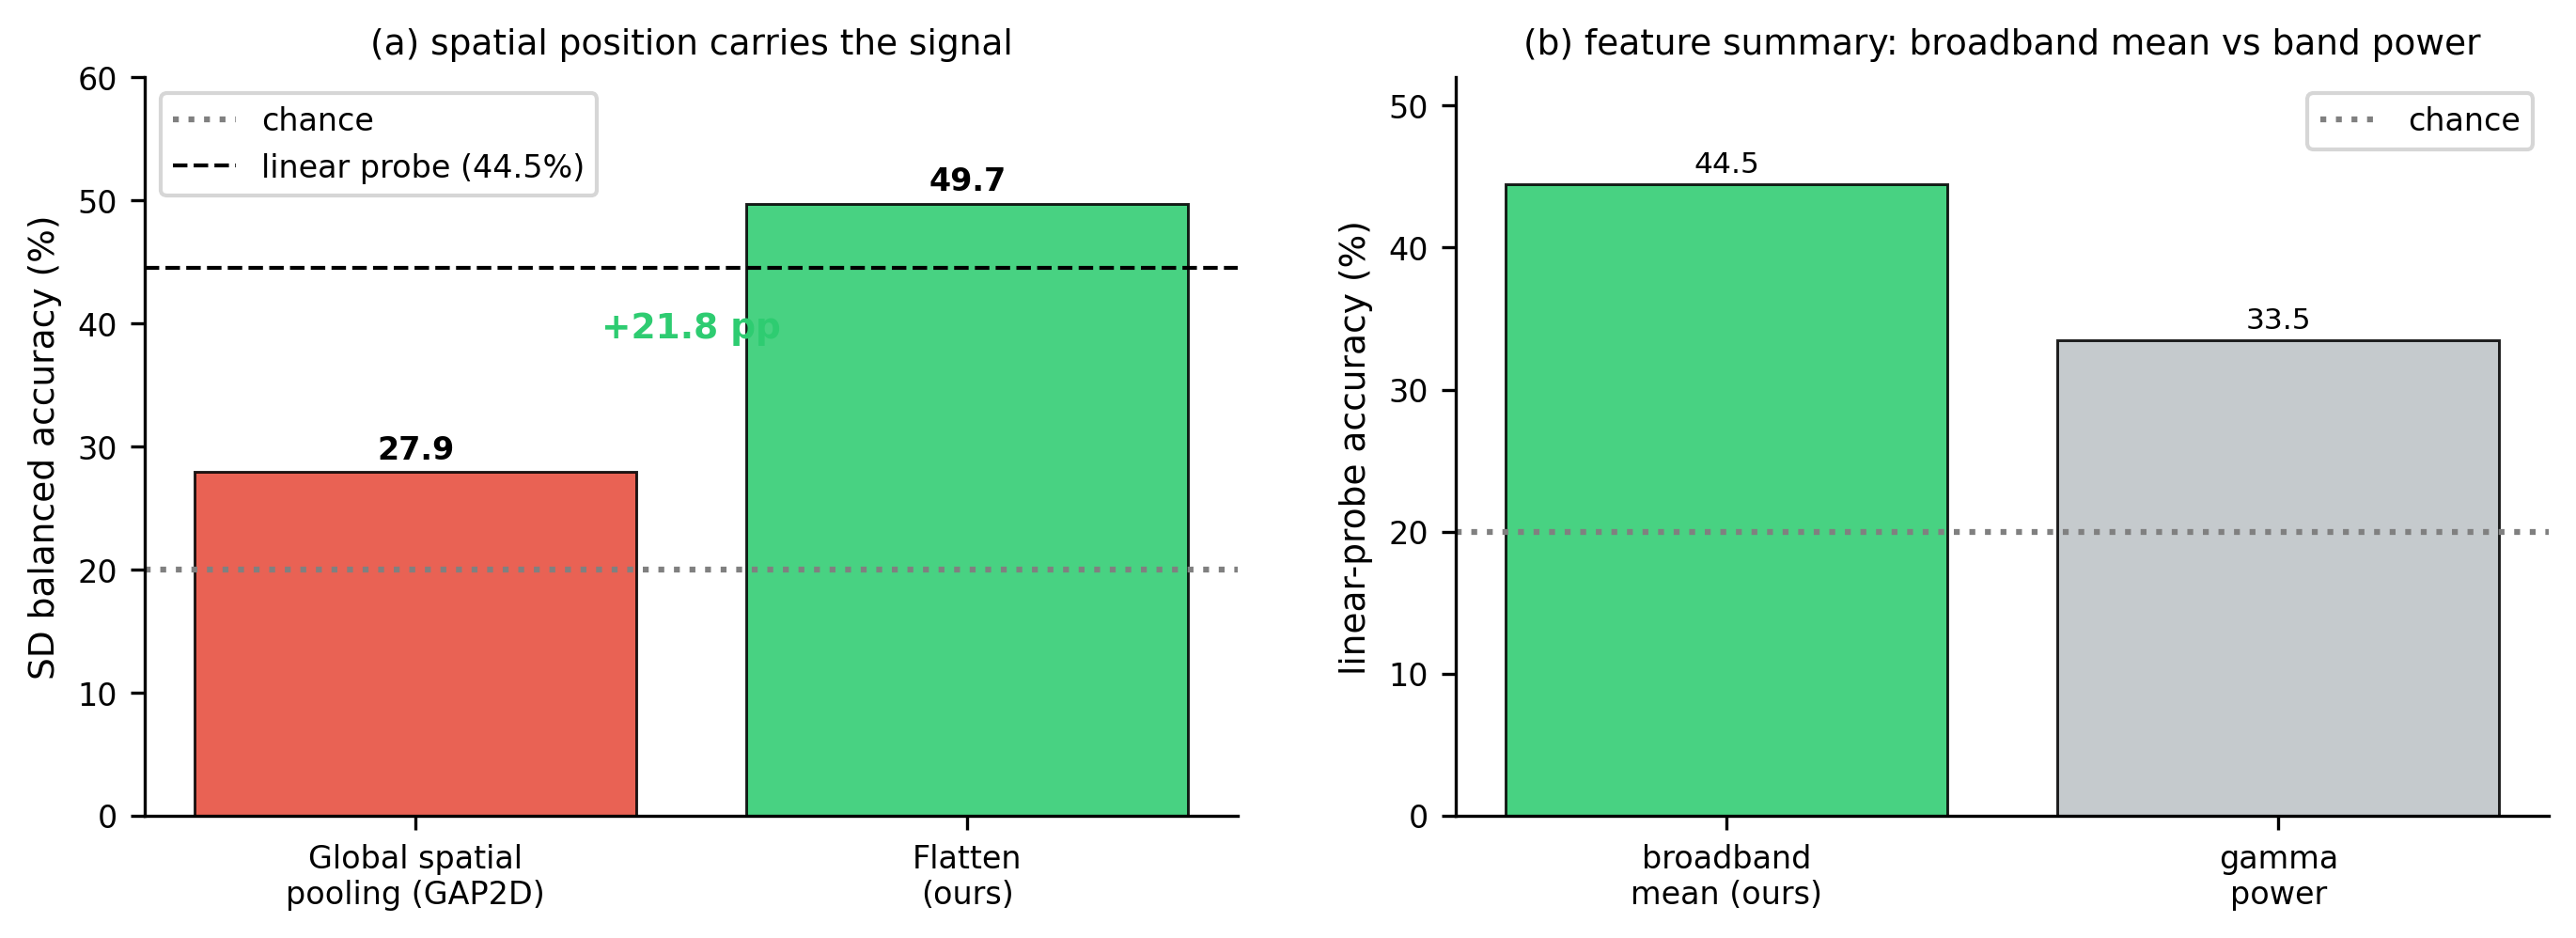 (a) spatial position carries the signal
SD balanced accuracy (%)
60
50
40
30
20
10
0
chance
linear probe (44.5%)
27.9
+21.8 pp
49.7
Global spatial
pooling (GAP2D)
Flatten
(ours)
(b) feature summary: broadband mean vs band power
linear-probe accuracy (%)
50
40
30
20
10
0
chance
44.5
33.5
broadband
mean (ours)
gamma
power